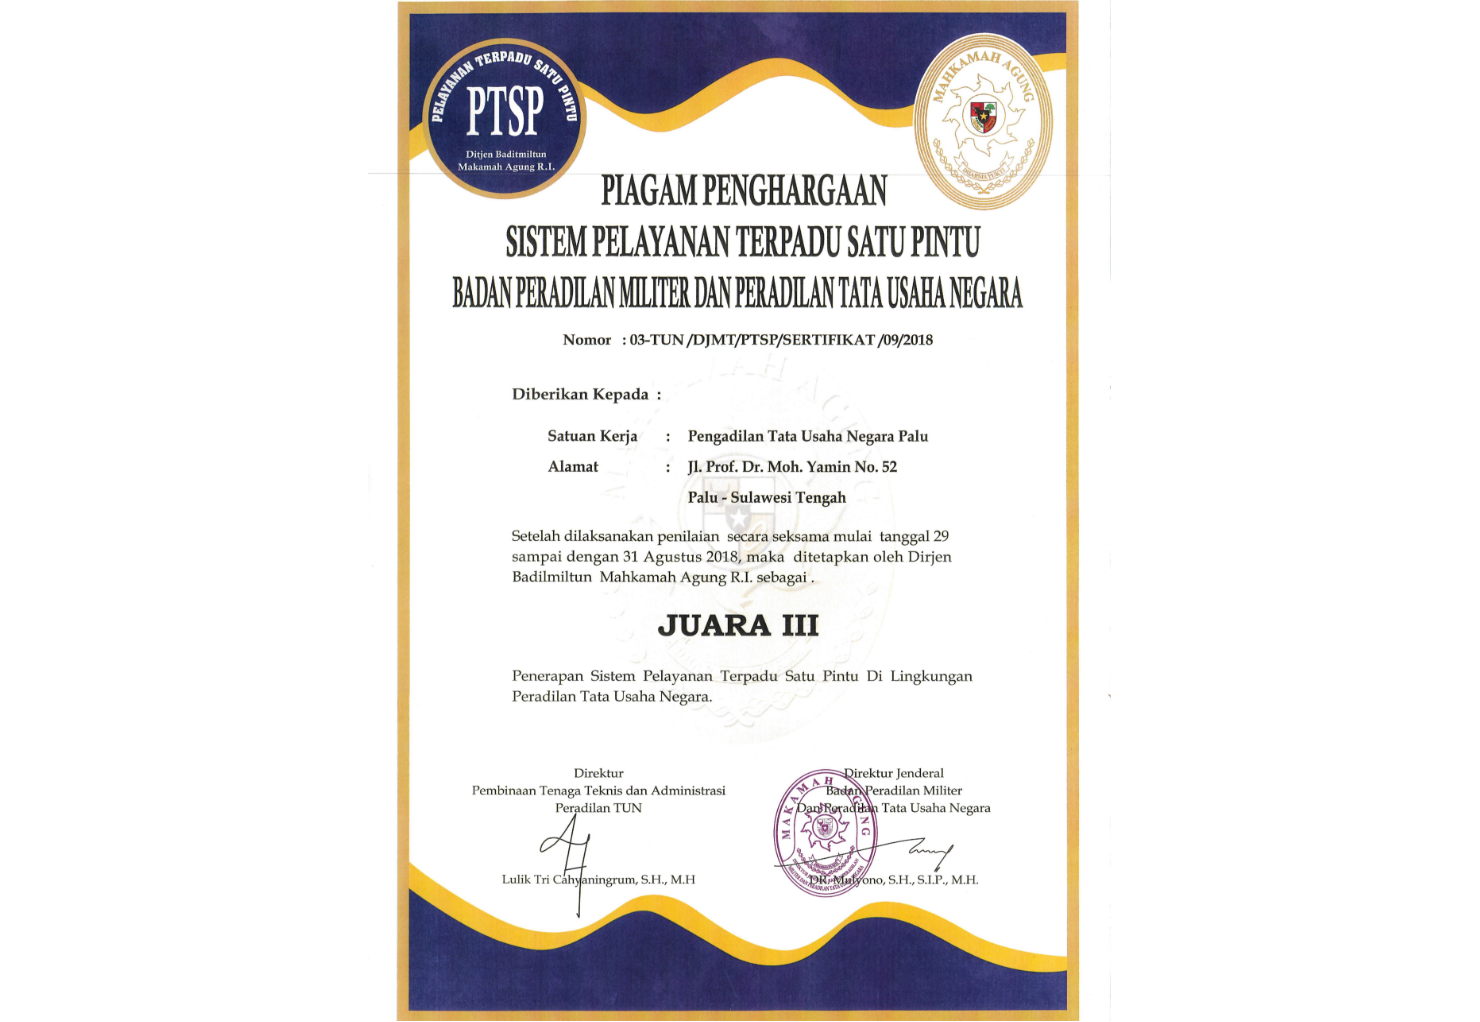 PELAYANAN TERPADU SATU PINTU
PTSP
Ditjen Baditmiltun
Makamah Agung R.I.
MAHKAMAH AGUNG
PIAGAM PENGHARGAAN
SISTEM PELAYANAN TERPADU SATU PINTU
BADAN PERADILAN MILITER DAN PERADILAN TATA USAHA NEGARA
Nomor : 03-TUN /DJMT/PTSP/SERTIFIKAT /09/2018
Diberikan Kepada :
Satuan Kerja : Pengadilan Tata Usaha Negara Palu
Alamat : Jl. Prof. Dr. Moh. Yamin No. 52
Palu - Sulawesi Tengah
Setelah dilaksanakan penilaian secara seksama mulai tanggal 29
sampai dengan 31 Agustus 2018, maka ditetapkan oleh Dirjen
Badilmiltun Mahkamah Agung R.I. sebagai .
JUARA III
Penerapan Sistem Pelayanan Terpadu Satu Pintu Di Lingkungan
Peradilan Tata Usaha Negara.
Direktur
Pembinaan Tenaga Teknis dan Administrasi
Peradilan TUN
Lulik Tri Cahyaningrum, S.H., M.H
Direktur Jenderal
Badan Peradilan Militer
Dan Peradilan Tata Usaha Negara
MAKAMAH AGUNG
DR. Mulyono, S.H., S.I.P., M.H.